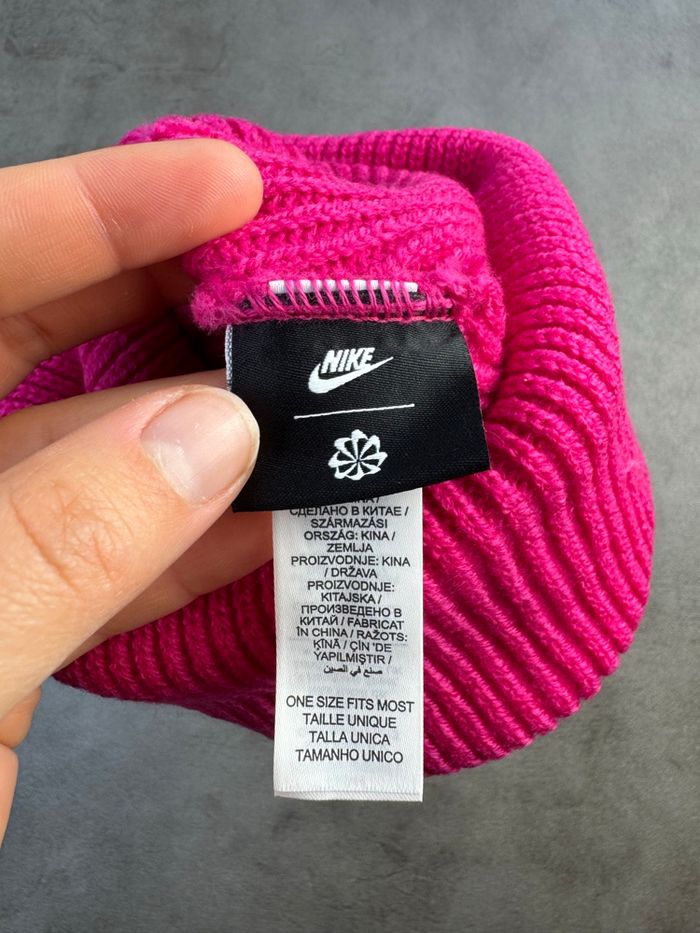 NIKE
СДЕЛАНО В КИТАЕ /
SZÁRMAZÁSI
ORSZÁG: KINA /
ZEMLJA
PROIZVODNJE: KINA
/ DRŽAVA
PROIZVODNJE:
KITAJSKA /
ПРОИЗВЕДЕНО В
КИТАЙ / FABRICAT
ÎN CHINA / RAŽOTS:
ĶĪNĀ / ÇİN 'DE
YAPILMIŞTIR /
صنع في الصين
ONE SIZE FITS MOST
TAILLE UNIQUE
TALLA UNICA
TAMANHO UNICO